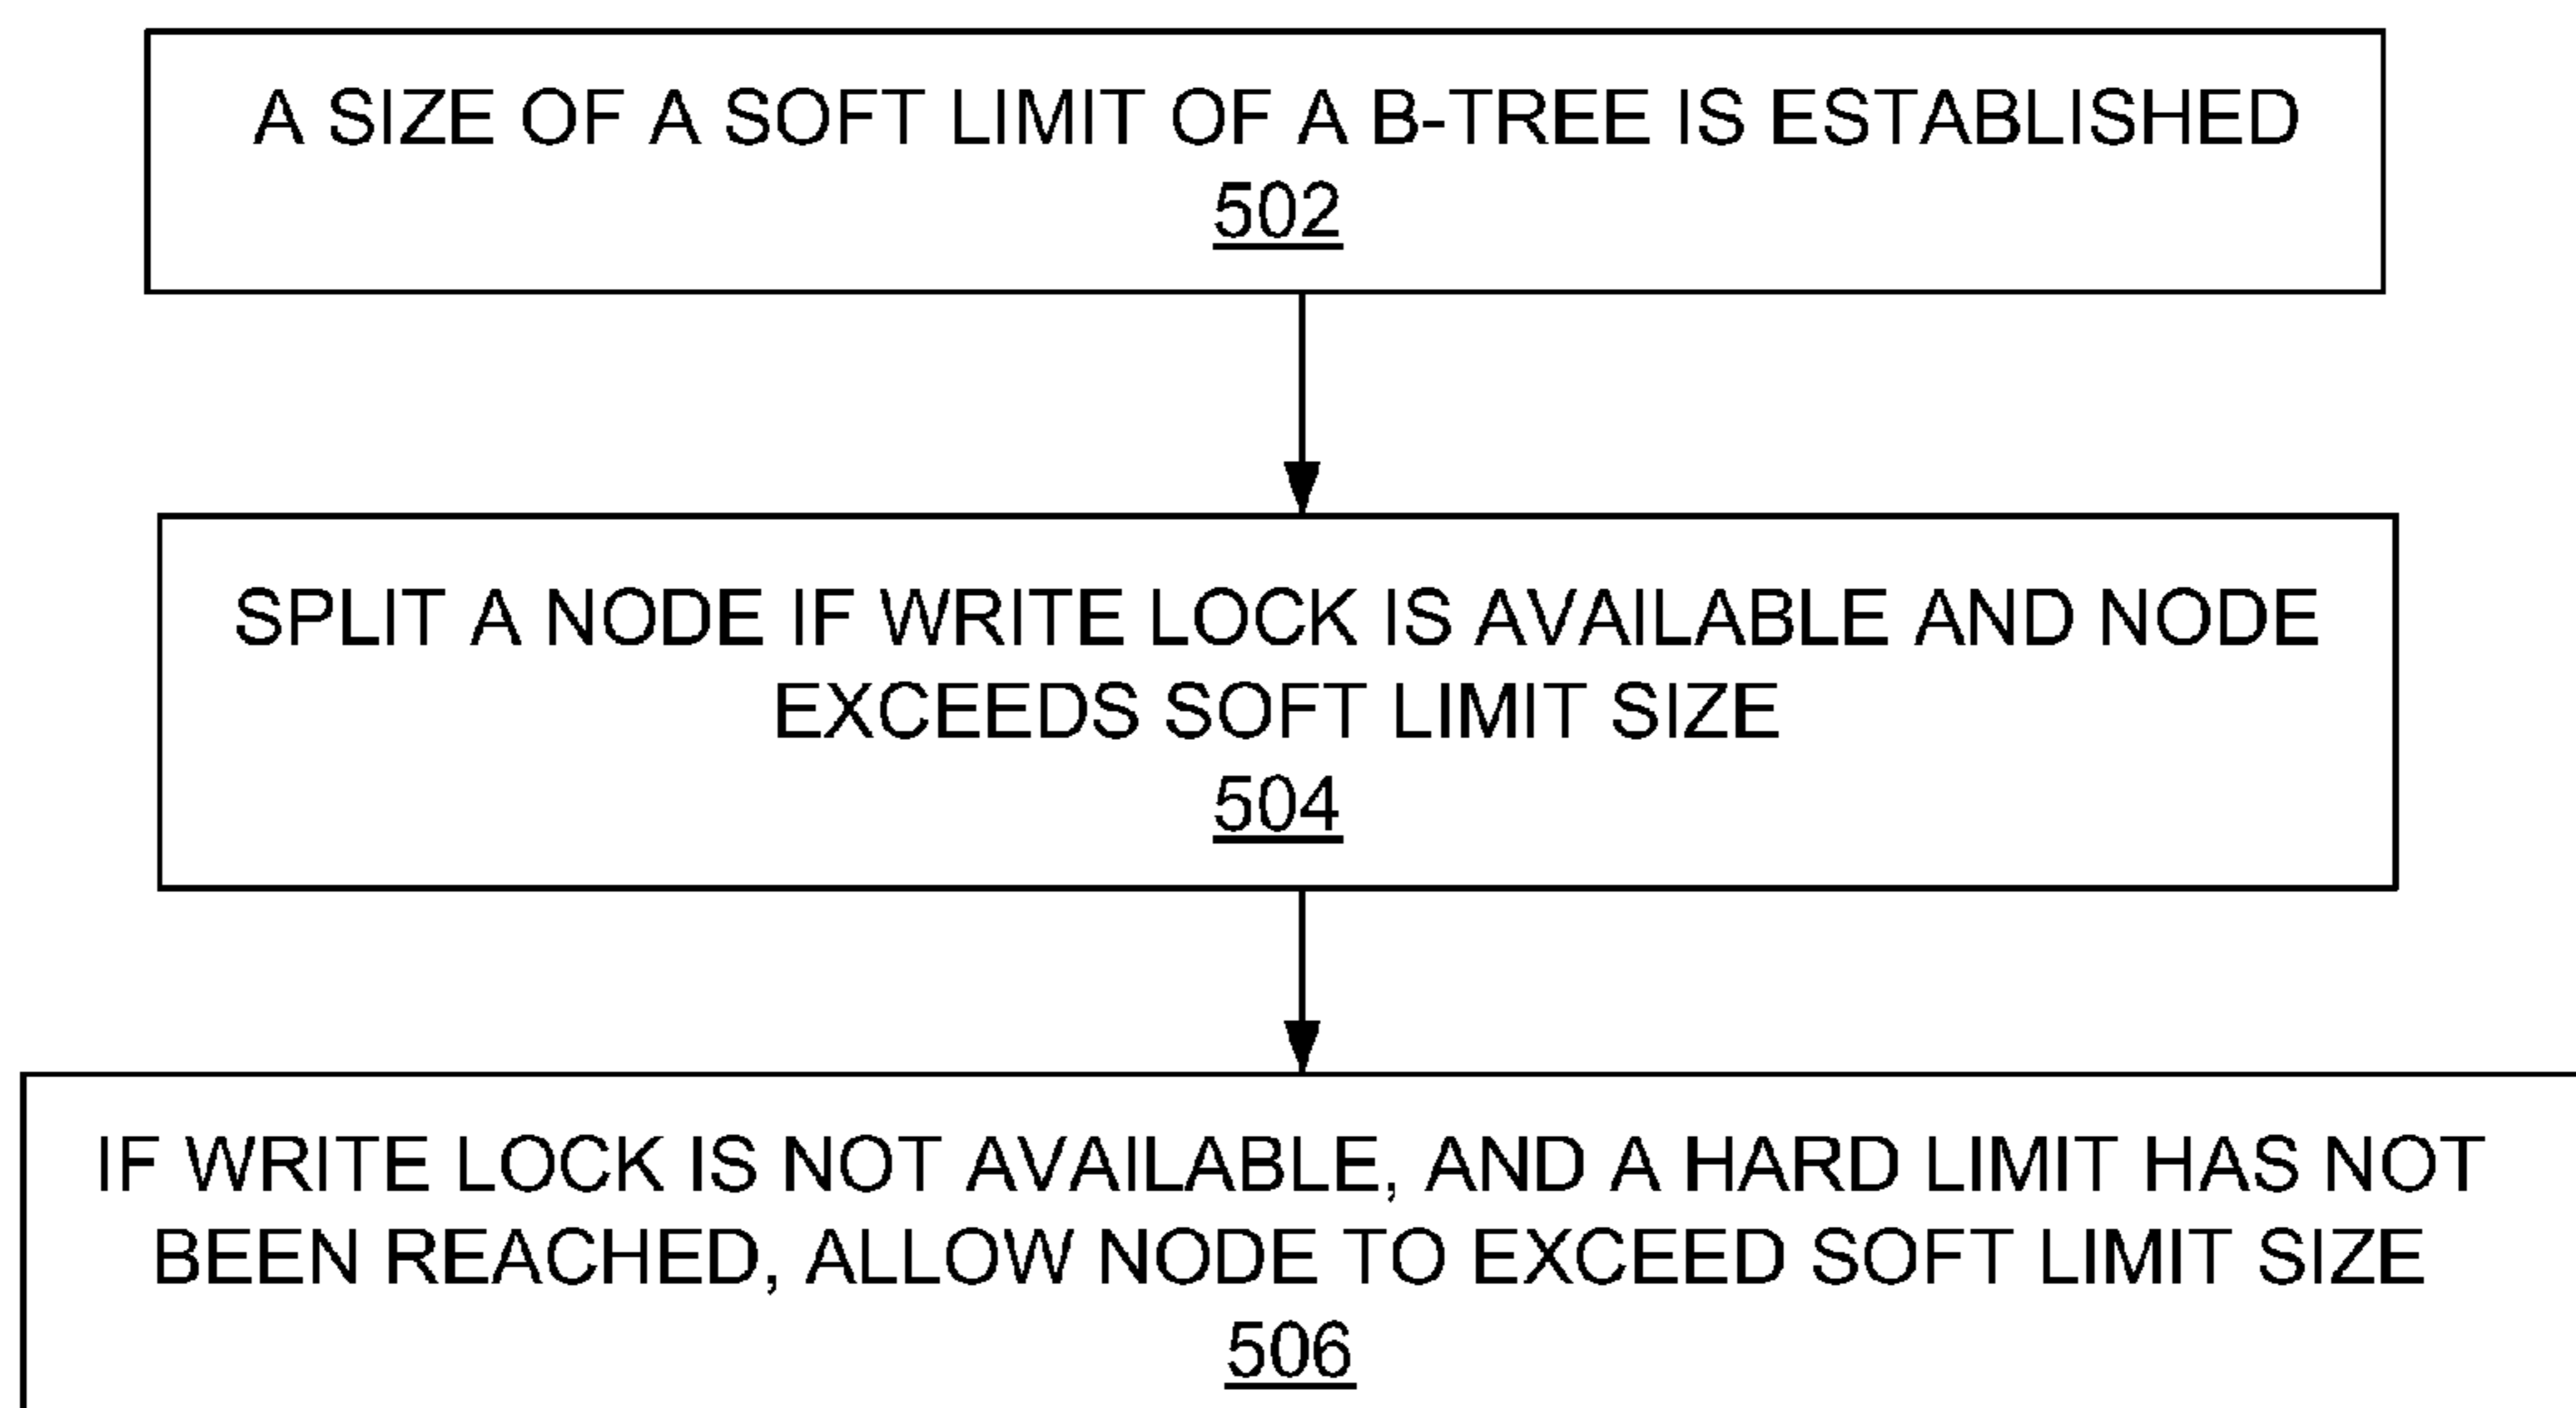 A SIZE OF A SOFT LIMIT OF A B-TREE IS ESTABLISHED
502
SPLIT A NODE IF WRITE LOCK IS AVAILABLE AND NODE
EXCEEDS SOFT LIMIT SIZE
504
IF WRITE LOCK IS NOT AVAILABLE, AND A HARD LIMIT HAS NOT
BEEN REACHED, ALLOW NODE TO EXCEED SOFT LIMIT SIZE
506